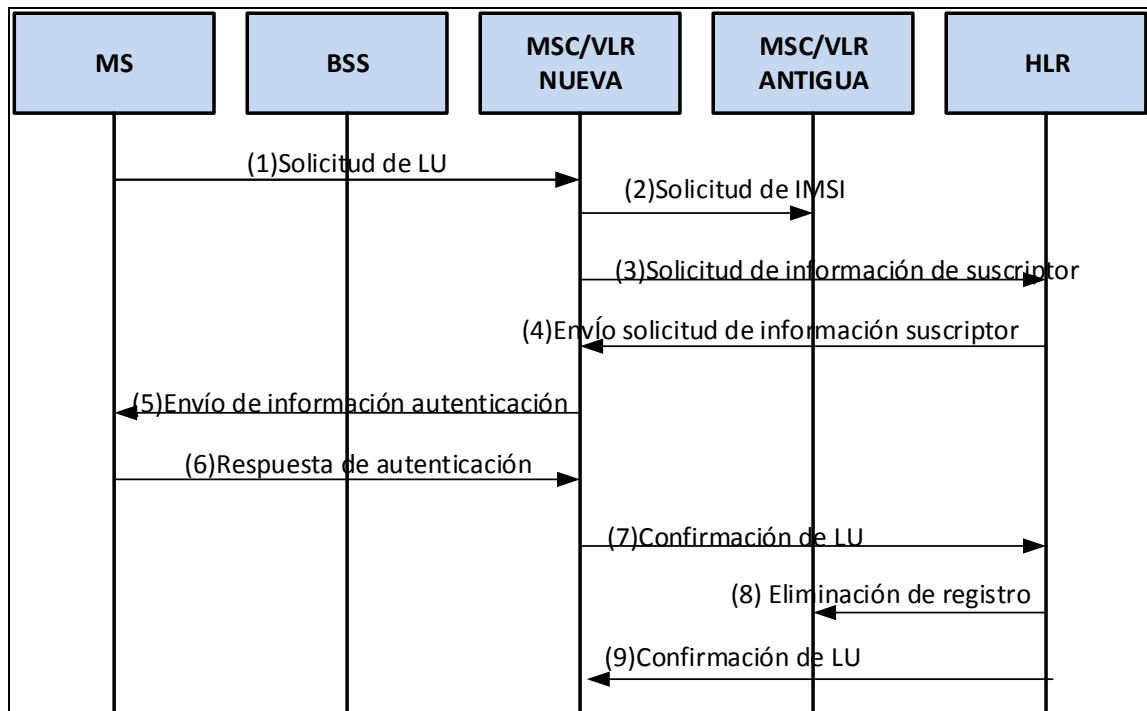 MS
BSS
MSC/VLR
NUEVA
MSC/VLR
ANTIGUA
HLR
(1)Solicitud de LU
(2)Solicitud de IMSI
(3)Solicitud de información de suscriptor
(4)Envío solicitud de información suscriptor
(5)Envío de información autenticación
(6)Respuesta de autenticación
(7)Confirmación de LU
(8) Eliminación de registro
(9)Confirmación de LU